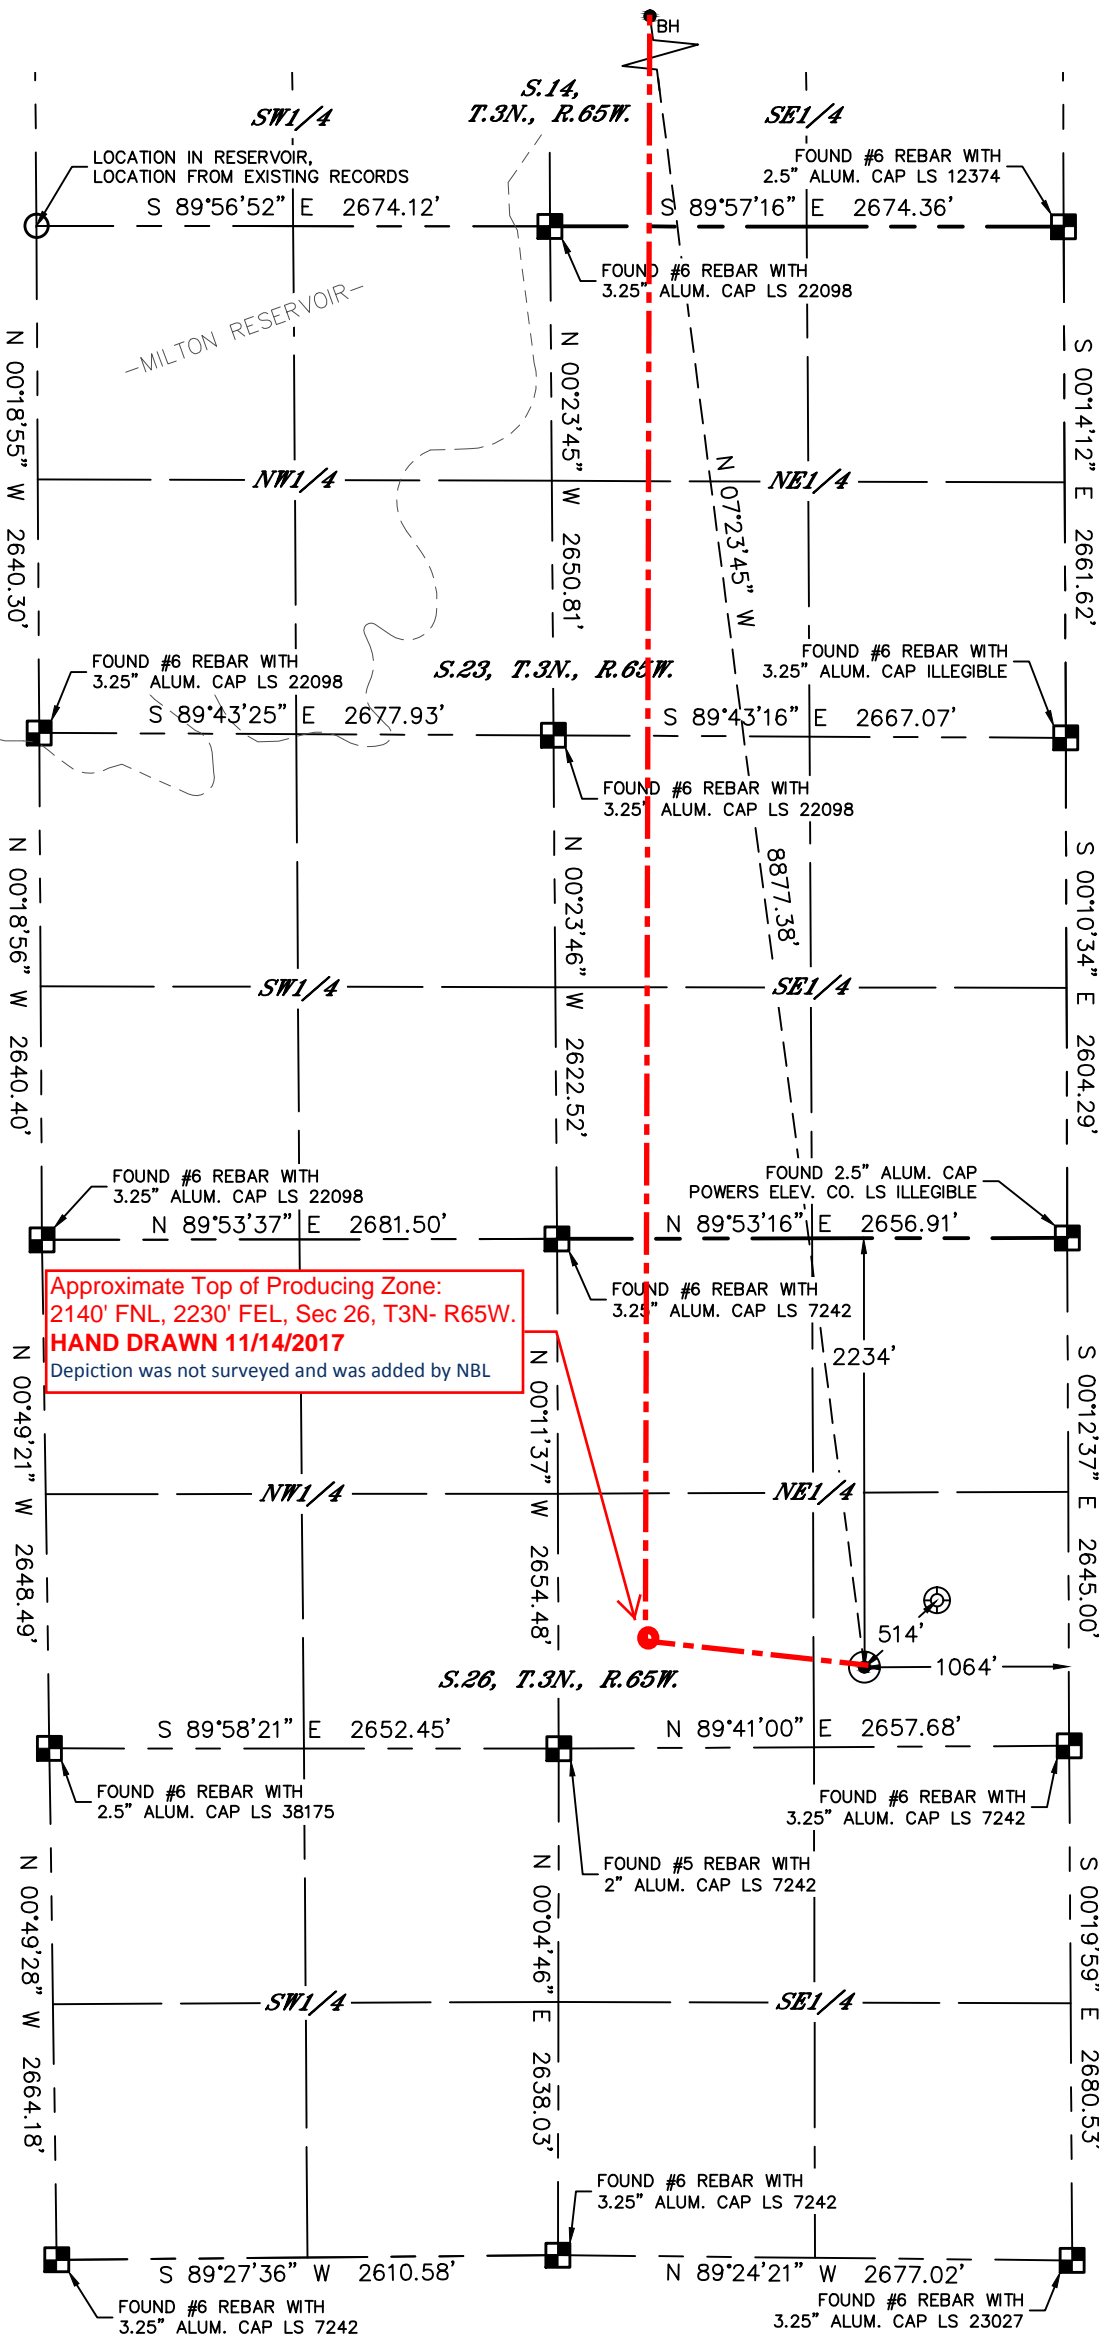 BH
S.14,
T.3N., R.65W.
SW1/4
SE1/4
LOCATION IN RESERVOIR,
LOCATION FROM EXISTING RECORDS
FOUND #6 REBAR WITH
2.5" ALUM. CAP LS 12374
S 89°56'52" E 2674.12'
S 89°57'16" E 2674.36'
FOUND #6 REBAR WITH
3.25" ALUM. CAP LS 22098
-MILTON RESERVOIR-
N 00°18'55" W 2640.30'
N 00°23'45" W 2650.81'
N 07°23'45" W
8877.38'
S 00°14'12" E 2661.62'
NW1/4
NE1/4
FOUND #6 REBAR WITH
3.25" ALUM. CAP LS 22098
S.23, T.3N., R.65W.
FOUND #6 REBAR WITH
3.25" ALUM. CAP ILLEGIBLE
S 89°43'25" E 2677.93'
S 89°43'16" E 2667.07'
FOUND #6 REBAR WITH
3.25" ALUM. CAP LS 22098
N 00°18'56" W 2640.40'
N 00°23'46" W 2622.52'
S 00°10'34" E 2604.29'
SW1/4
SE1/4
FOUND #6 REBAR WITH
3.25" ALUM. CAP LS 22098
FOUND 2.5" ALUM. CAP
POWERS ELEV. CO. LS ILLEGIBLE
N 89°53'37" E 2681.50'
N 89°53'16" E 2656.91'
FOUND #6 REBAR WITH
3.25" ALUM. CAP LS 7242
Approximate Top of Producing Zone:
2140' FNL, 2230' FEL, Sec 26, T3N- R65W.
HAND DRAWN 11/14/2017
Depiction was not surveyed and was added by NBL
2234'
N 00°49'21" W 2648.49'
N 00°11'37" W 2654.48'
S 00°12'37" E 2645.00'
NW1/4
NE1/4
514'
1064'
S.26, T.3N., R.65W.
S 89°58'21" E 2652.45'
N 89°41'00" E 2657.68'
FOUND #6 REBAR WITH
2.5" ALUM. CAP LS 38175
FOUND #6 REBAR WITH
3.25" ALUM. CAP LS 7242
FOUND #5 REBAR WITH
2" ALUM. CAP LS 7242
N 00°49'28" W 2664.18'
N 00°04'46" E 2638.03'
S 00°19'59" E 2680.53'
SW1/4
SE1/4
FOUND #6 REBAR WITH
3.25" ALUM. CAP LS 7242
S 89°27'36" W 2610.58'
N 89°24'21" W 2677.02'
FOUND #6 REBAR WITH
3.25" ALUM. CAP LS 7242
FOUND #6 REBAR WITH
3.25" ALUM. CAP LS 23027